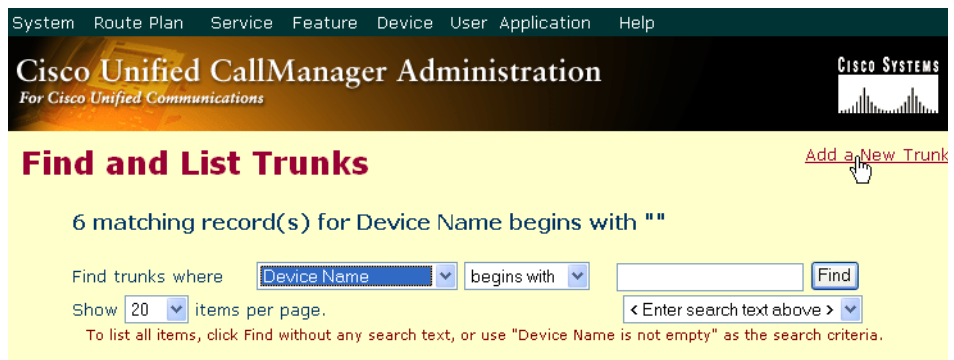 System Route Plan Service Feature Device User Application Help
Cisco Unified CallManager Administration
For Cisco Unified Communications
CISCO SYSTEMS
Find and List Trunks
Add a New Trunk
6 matching record(s) for Device Name begins with ""
Find trunks where Device Name begins with Find
Show 20 items per page. < Enter search text above >
To list all items, click Find without any search text, or use "Device Name is not empty" as the search criteria.